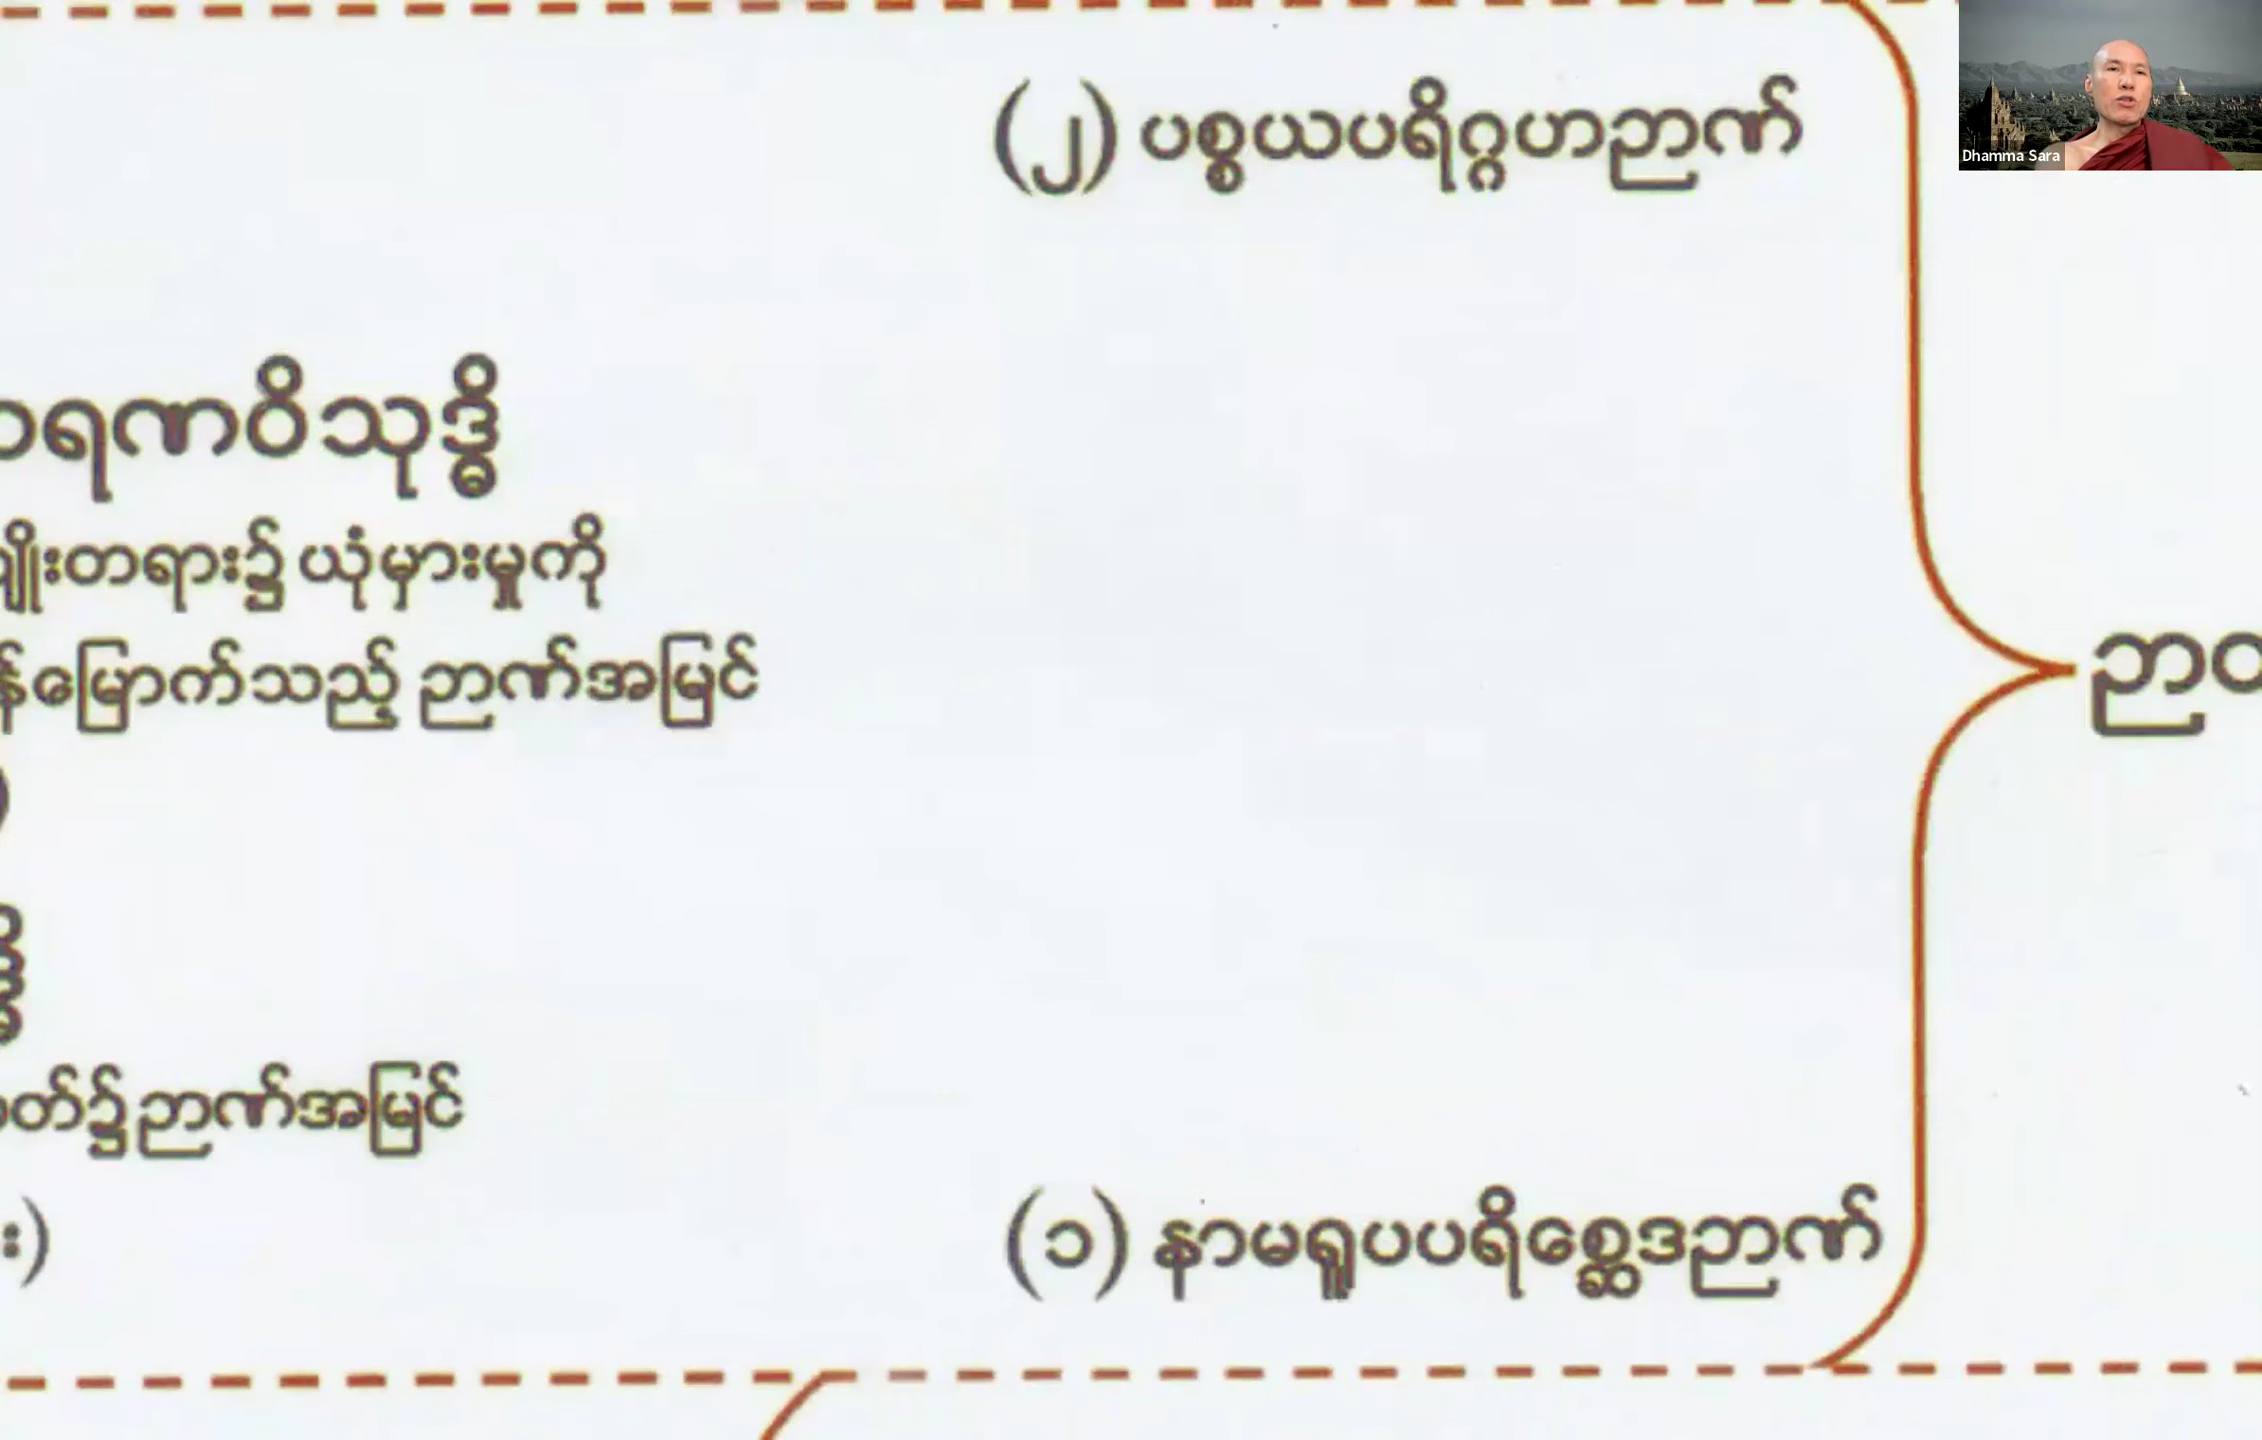 (၂) ပစ္စယပရိဂ္ဂဟဉာဏ်
Dhamma Sara
ရဏဝိသုဒ္ဓိ
ျိုးတရား၌ ယုံမှားမှုကို
န်မြောက်သည့် ဉာဏ်အမြင်
ဉာတ
တ်၌ဉာဏ်အမြင်
း)
(၁) နာမရူပပရိစ္ဆေဒဉာဏ်